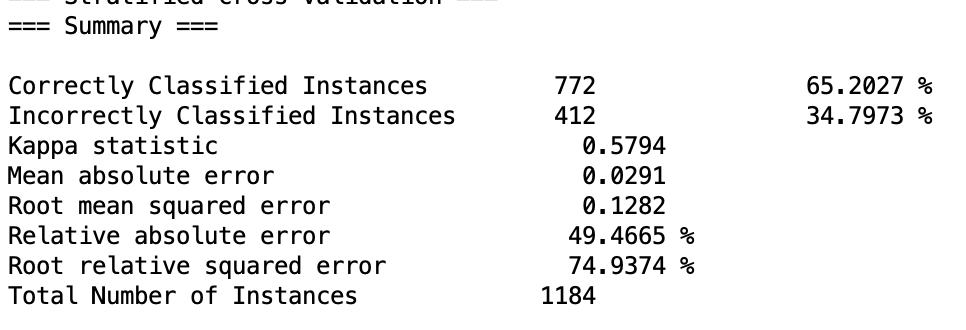 === Stratified cross-validation ===
=== Summary ===
Correctly Classified Instances 772 65.2027 %
Incorrectly Classified Instances 412 34.7973 %
Kappa statistic 0.5794
Mean absolute error 0.0291
Root mean squared error 0.1282
Relative absolute error 49.4665 %
Root relative squared error 74.9374 %
Total Number of Instances 1184